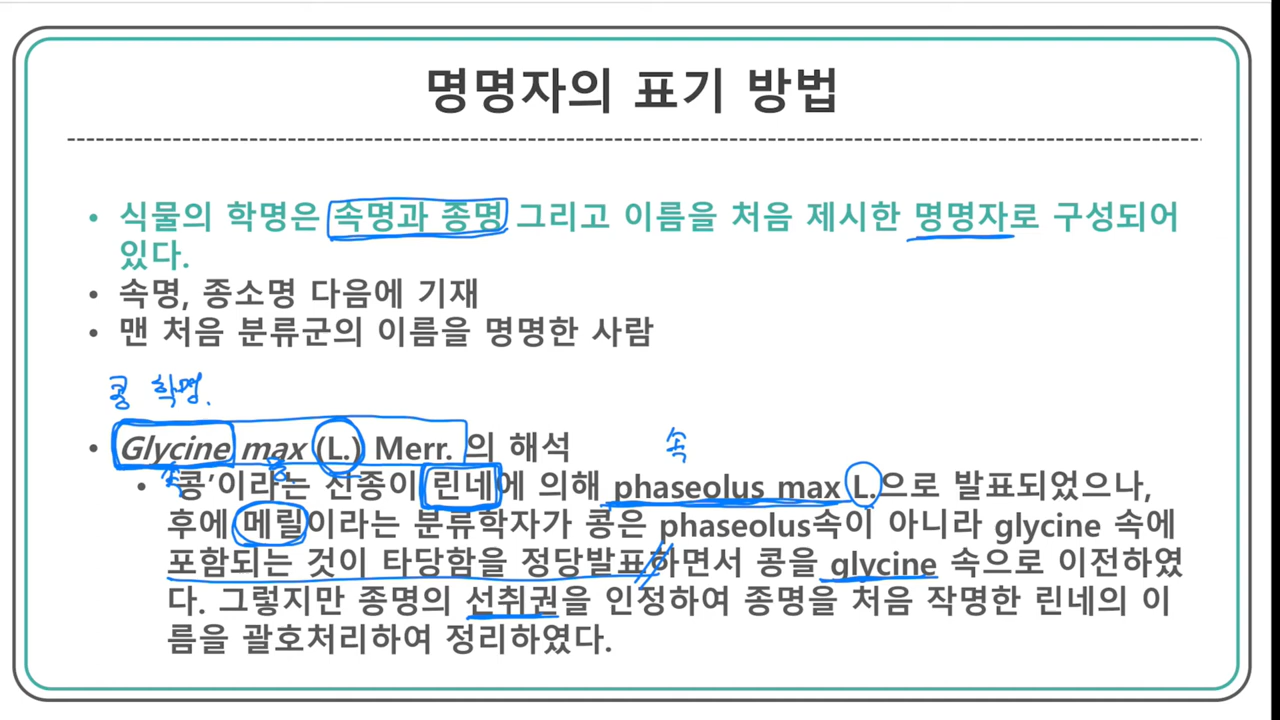 명명자의 표기 방법
• 식물의 학명은 속명과 종명 그리고 이름을 처음 제시한 명명자로 구성되어
있다.
• 속명, 종소명 다음에 기재
• 맨 처음 분류군의 이름을 명명한 사람
콩 학명.
• Glycine max (L.) Merr. 의 해석
속
속 종
• '콩'이라는 신종이 린네에 의해 phaseolus max L.으로 발표되었으나,
후에 메릴이라는 분류학자가 콩은 phaseolus속이 아니라 glycine 속에
포함되는 것이 타당함을 정당발표하면서 콩을 glycine 속으로 이전하였
다. 그렇지만 종명의 선취권을 인정하여 종명을 처음 작명한 린네의 이
름을 괄호처리하여 정리하였다.